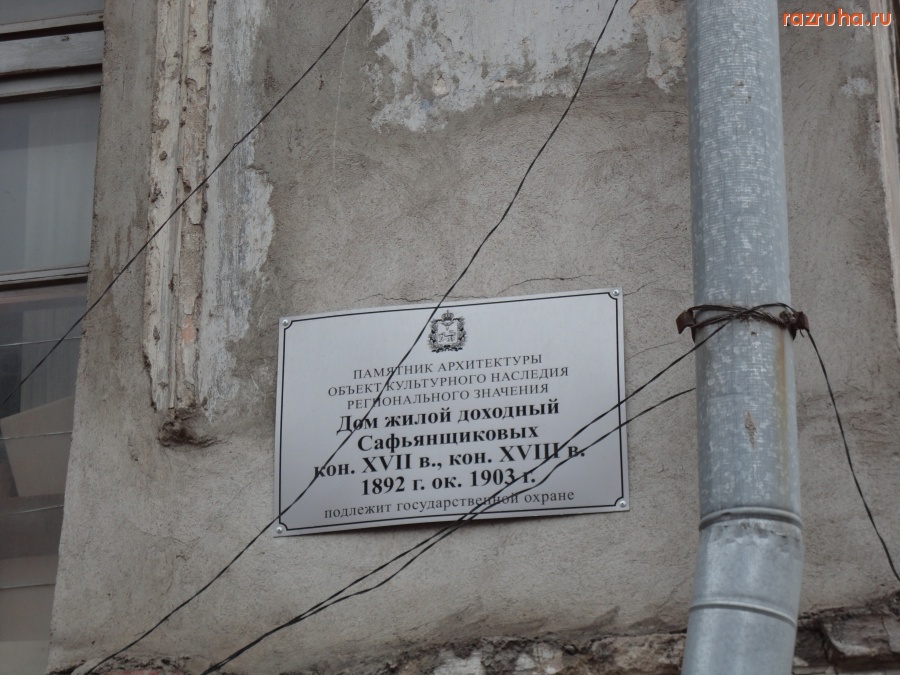 razruha.ru
ПАМЯТНИК АРХИТЕКТУРЫ
ОБЪЕКТ КУЛЬТУРНОГО НАСЛЕДИЯ
РЕГИОНАЛЬНОГО ЗНАЧЕНИЯ
Дом жилой доходный
Сафьянщиковых
кон. XVII в., кон. XVIII в.
1892 г. ок. 1903 г.
подлежит государственной охране